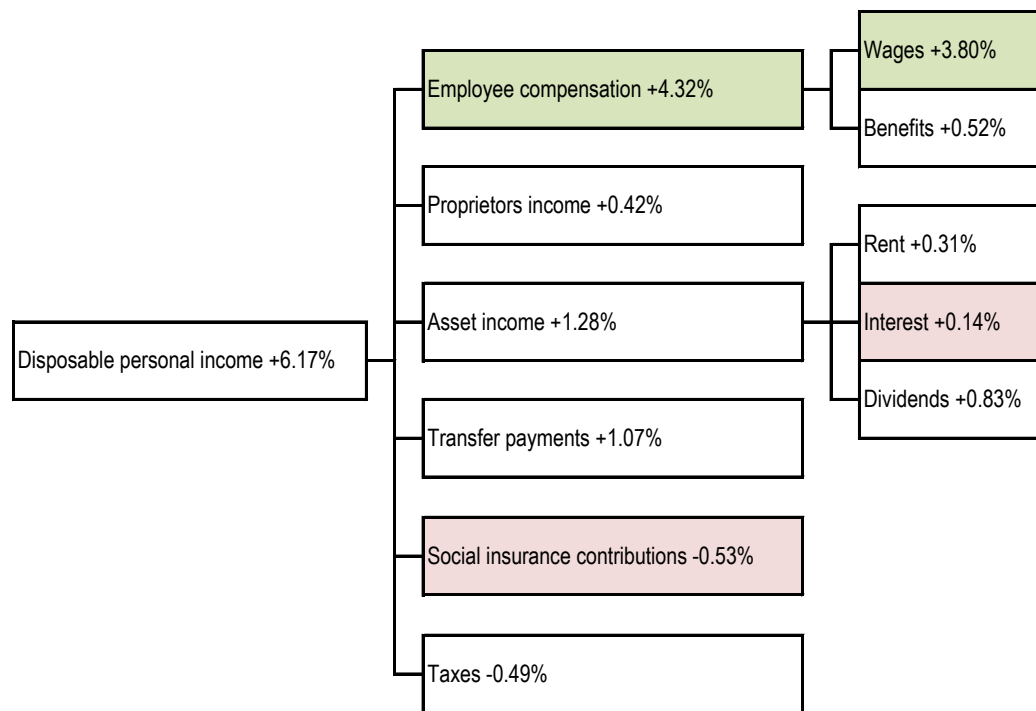 Disposable personal income +6.17%
Employee compensation +4.32%
Wages +3.80%
Benefits +0.52%
Proprietors income +0.42%
Asset income +1.28%
Rent +0.31%
Interest +0.14%
Dividends +0.83%
Transfer payments +1.07%
Social insurance contributions -0.53%
Taxes -0.49%